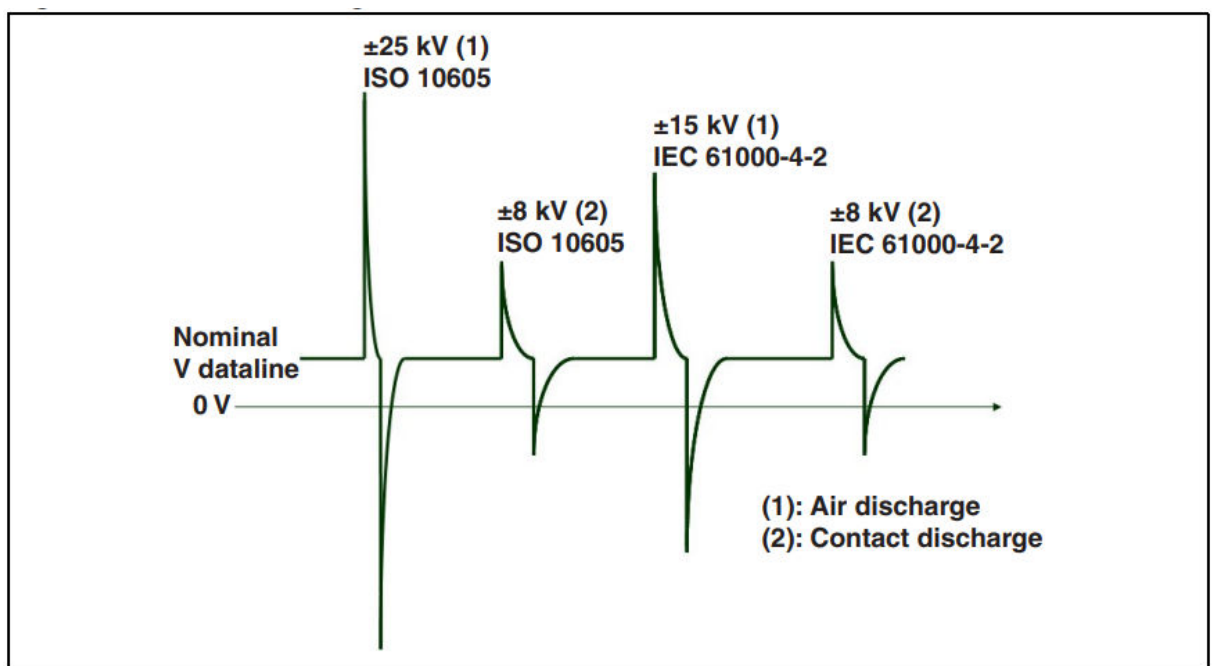 ±25 kV (1)
ISO 10605
±15 kV (1)
IEC 61000-4-2
±8 kV (2)
ISO 10605
±8 kV (2)
IEC 61000-4-2
Nominal
V dataline
0 V
(1): Air discharge
(2): Contact discharge